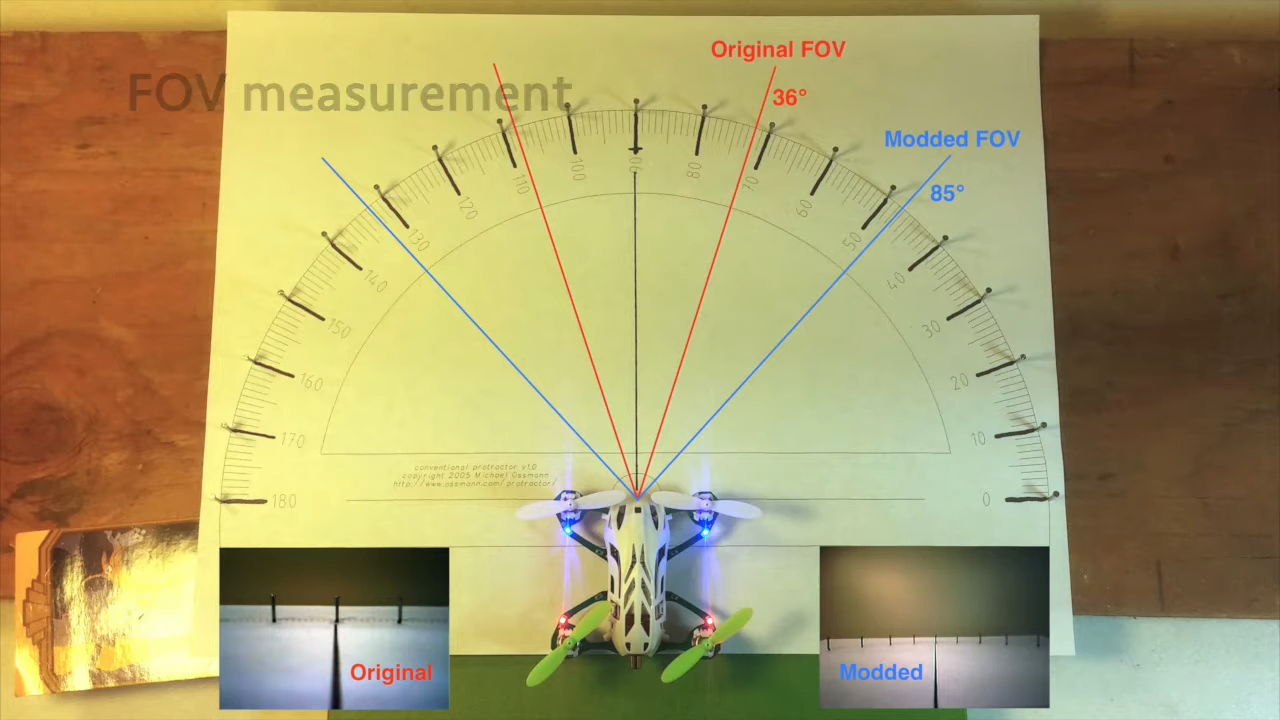 Original FOV
FOV measurement
36°
Modded FOV
85°
90
100
80
110
70
120
60
130
50
140
40
150
30
160
20
170
10
180
0
conventional protractor v1.0
copyright 2005 Michael Ossmann
http://www.ossmann.com/protractor/
Original
Modded